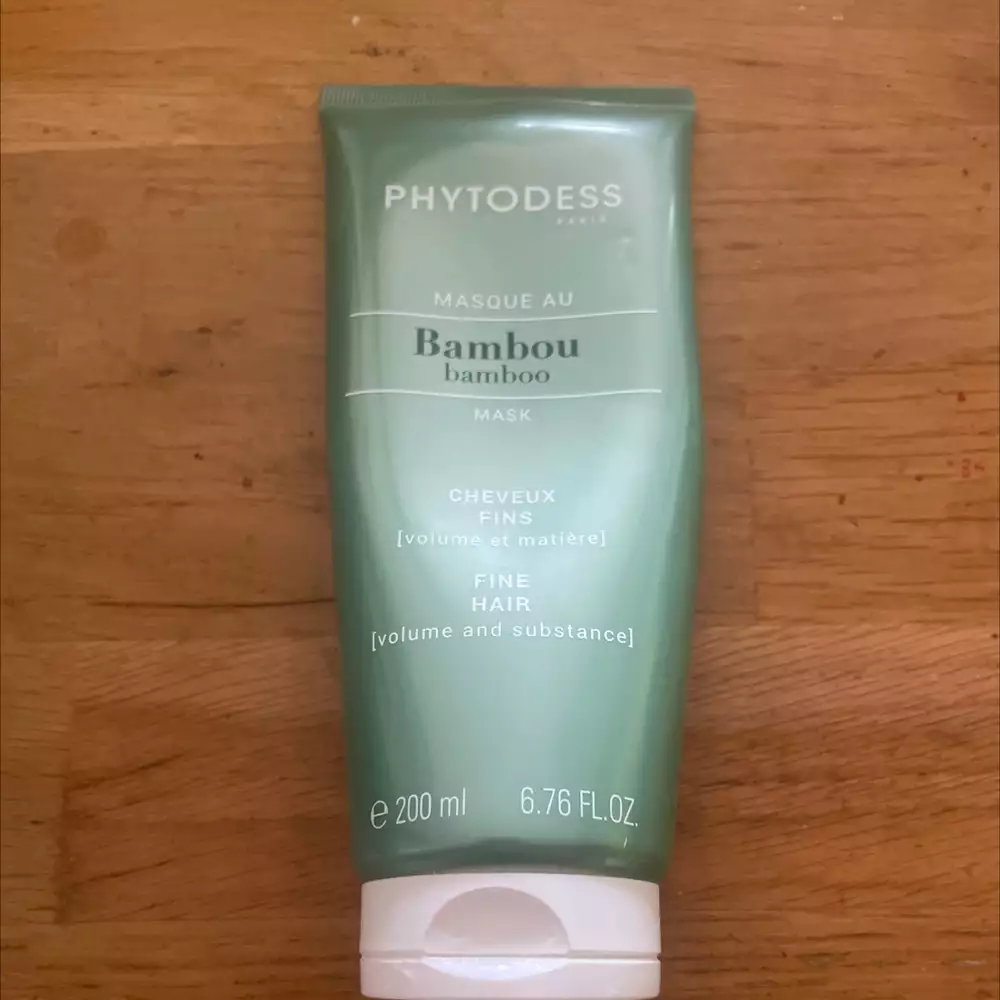 PHYTODESS
PARIS
MASQUE AU
Bambou
bamboo
MASK
CHEVEUX
FINS
[volume et matière]
FINE
HAIR
[volume and substance]
℮ 200 ml 6.76 FL.OZ.